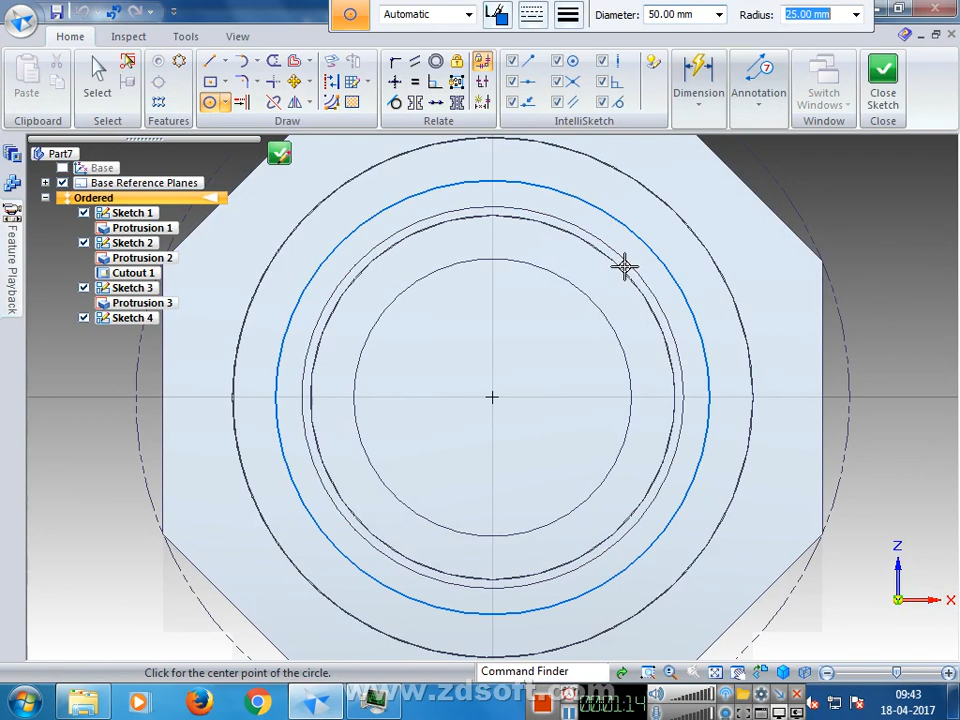 Automatic
Diameter: 50.00 mm
Radius: 25.00 mm
Home Inspect Tools View
Paste
Select
Dimension
Annotation
7
Switch Windows
Close Sketch
Clipboard Select Features Draw Relate IntelliSketch Window Close
Part7
Base
Base Reference Planes
Ordered
Sketch 1
Protrusion 1
Sketch 2
Protrusion 2
Cutout 1
Sketch 3
Protrusion 3
Sketch 4
Feature Playback
Z
X
Click for the center point of the circle.
Command Finder
www.zdsoft.com
09:43
18-04-2017